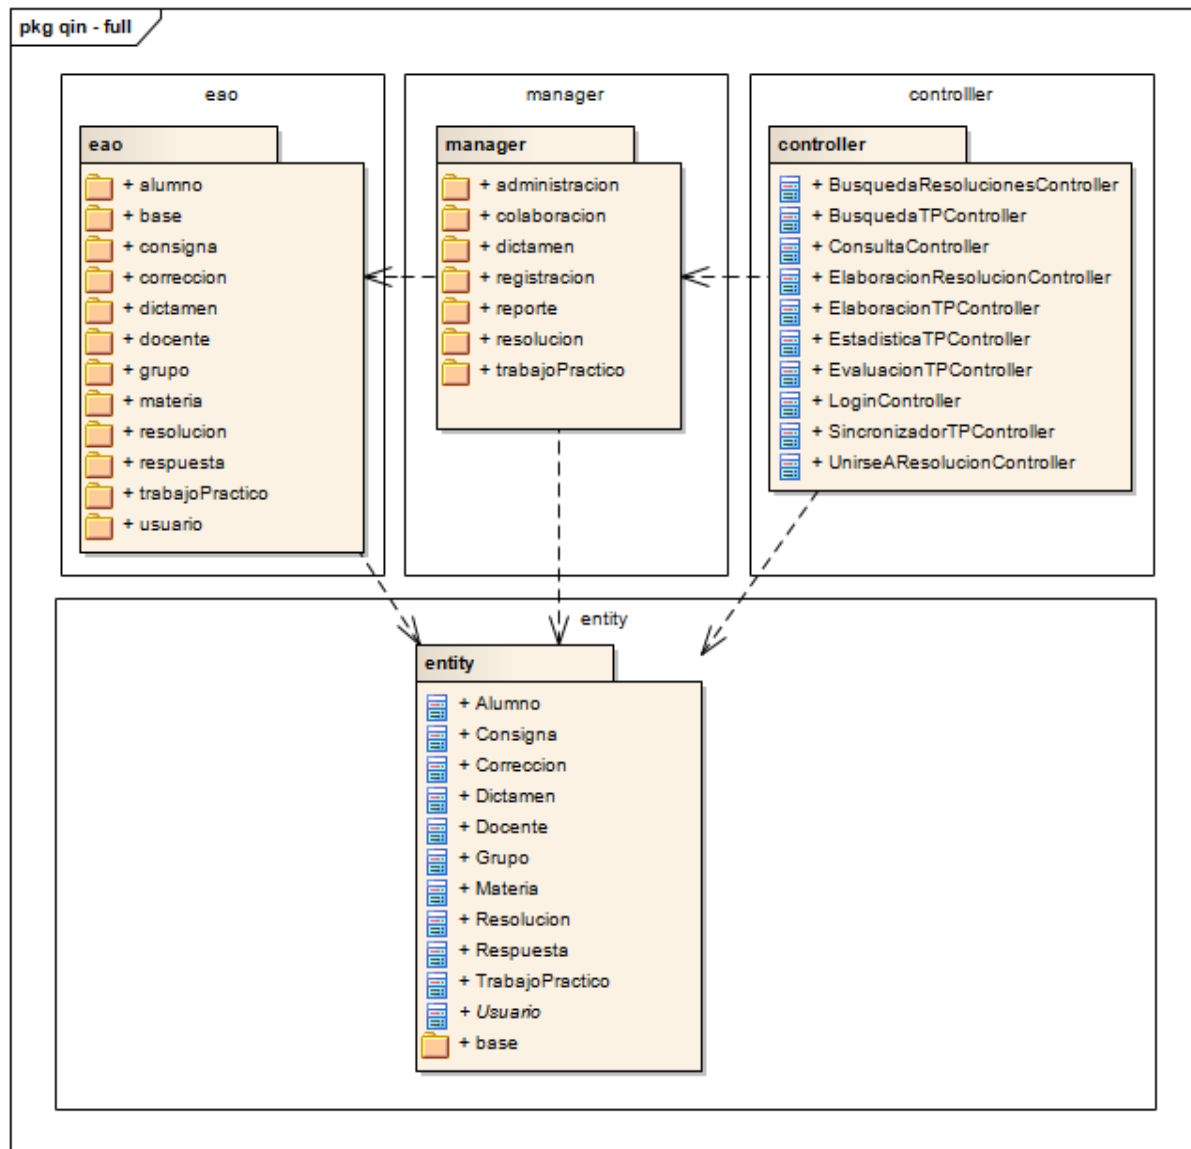 pkg qin - full
eao
eao
+ alumno
+ base
+ consigna
+ correccion
+ dictamen
+ docente
+ grupo
+ materia
+ resolucion
+ respuesta
+ trabajoPractico
+ usuario
manager
manager
+ administracion
+ colaboracion
+ dictamen
+ registracion
+ reporte
+ resolucion
+ trabajoPractico
controlller
controller
+ BusquedaResolucionesController
+ BusquedaTPController
+ ConsultaController
+ ElaboracionResolucionController
+ ElaboracionTPController
+ EstadisticaTPController
+ EvaluacionTPController
+ LoginController
+ SincronizadorTPController
+ UnirseAResolucionController
entity
entity
+ Alumno
+ Consigna
+ Correccion
+ Dictamen
+ Docente
+ Grupo
+ Materia
+ Resolucion
+ Respuesta
+ TrabajoPractico
+ Usuario
+ base